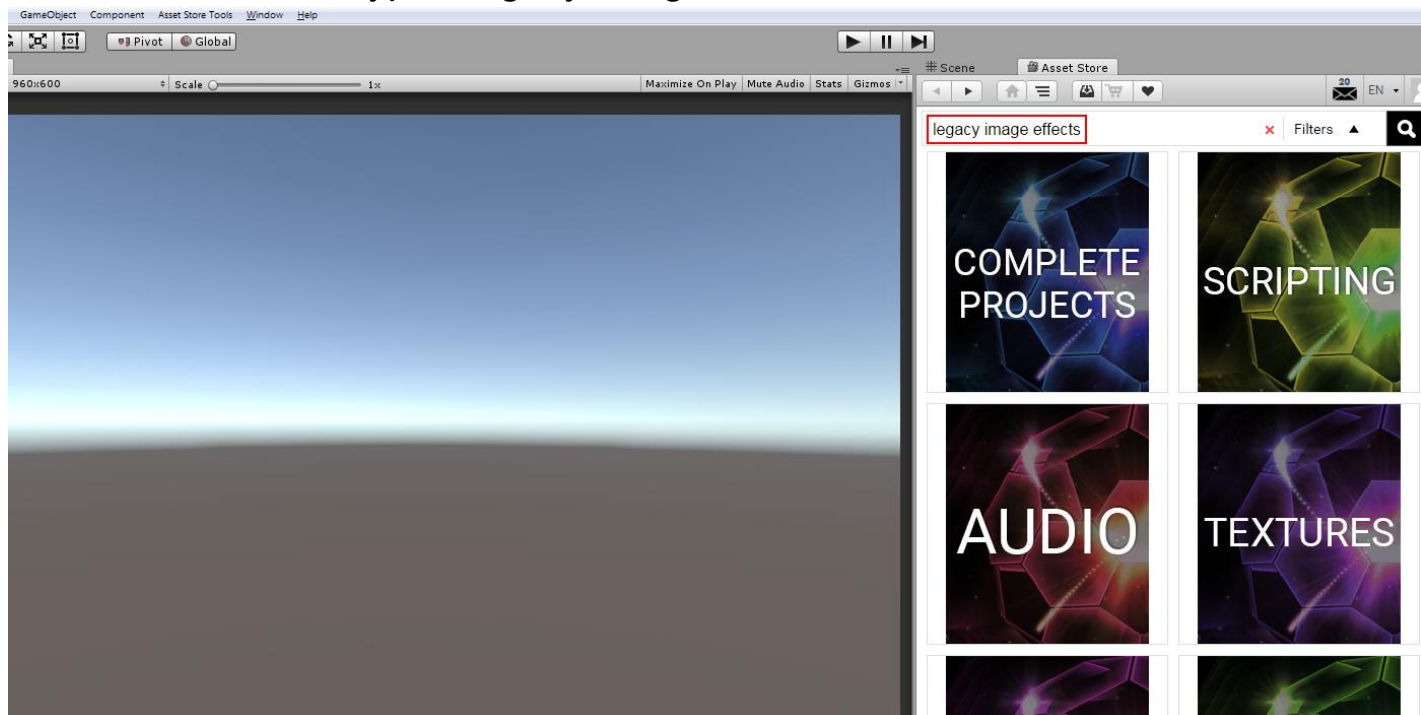 GameObject Component Asset Store Tools Window Help
Pivot Global
# Scene Asset Store
960x600 Scale 1x Maximize On Play Mute Audio Stats Gizmos
20
EN
legacy image effects × Filters ▲
COMPLETE
PROJECTS
SCRIPTING
AUDIO
TEXTURES